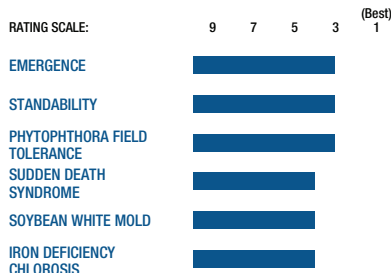 (Best)
RATING SCALE: 9 7 5 3 1
EMERGENCE
STANDABILITY
PHYTOPHTHORA FIELD
TOLERANCE
SUDDEN DEATH
SYNDROME
SOYBEAN WHITE MOLD
IRON DEFICIENCY
CHLOROSIS